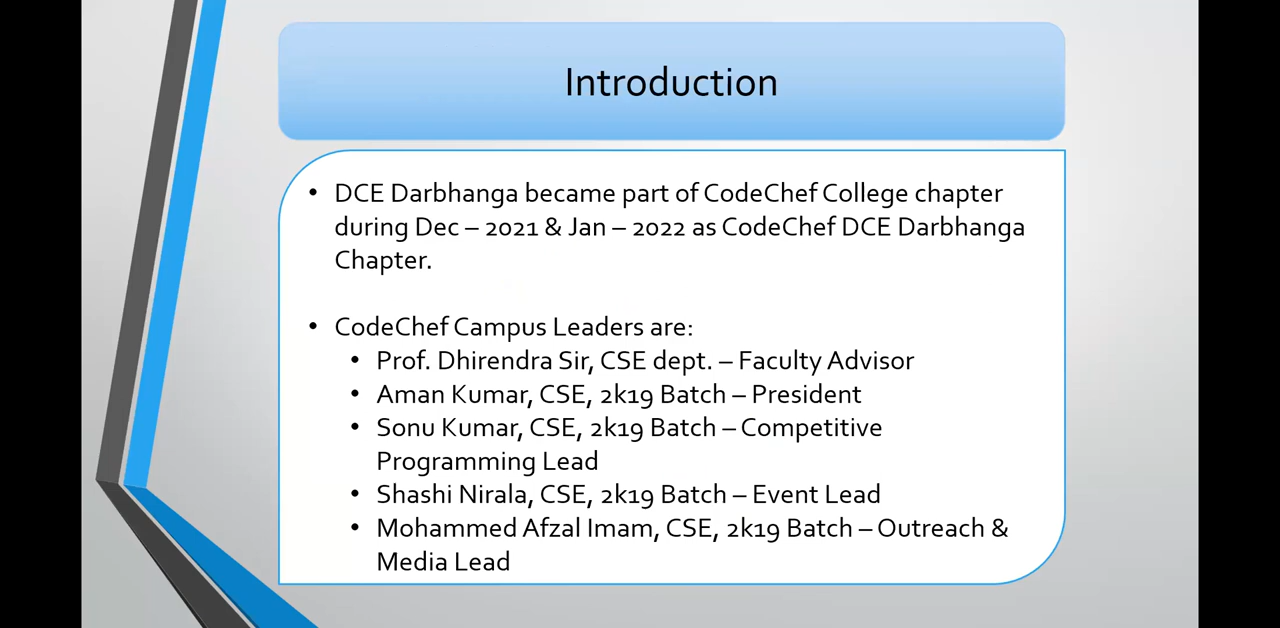 Introduction
• DCE Darbhanga became part of CodeChef College chapter
during Dec – 2021 & Jan – 2022 as CodeChef DCE Darbhanga
Chapter.
• CodeChef Campus Leaders are:
• Prof. Dhirendra Sir, CSE dept. – Faculty Advisor
• Aman Kumar, CSE, 2k19 Batch – President
• Sonu Kumar, CSE, 2k19 Batch – Competitive
Programming Lead
• Shashi Nirala, CSE, 2k19 Batch – Event Lead
• Mohammed Afzal Imam, CSE, 2k19 Batch – Outreach &
Media Lead